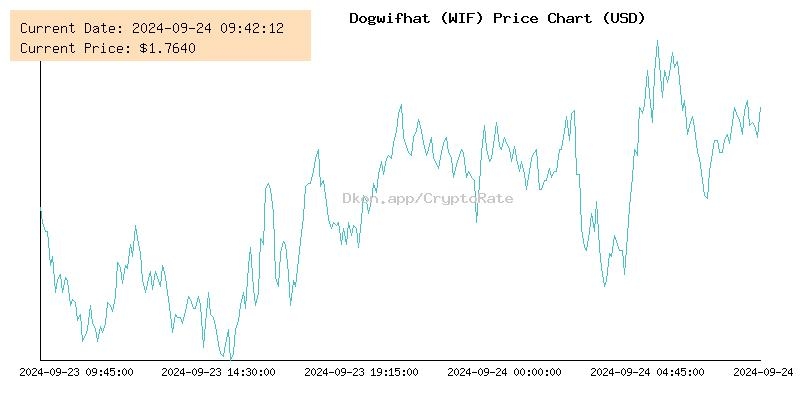 Dogwifhat (WIF) Price Chart (USD)
Current Date: 2024-09-24 09:42:12
Current Price: $1.7640
Dkon.app/CryptoRate
2024-09-23 09:45:00
2024-09-23 14:30:00
2024-09-23 19:15:00
2024-09-24 00:00:00
2024-09-24 04:45:00
2024-09-24